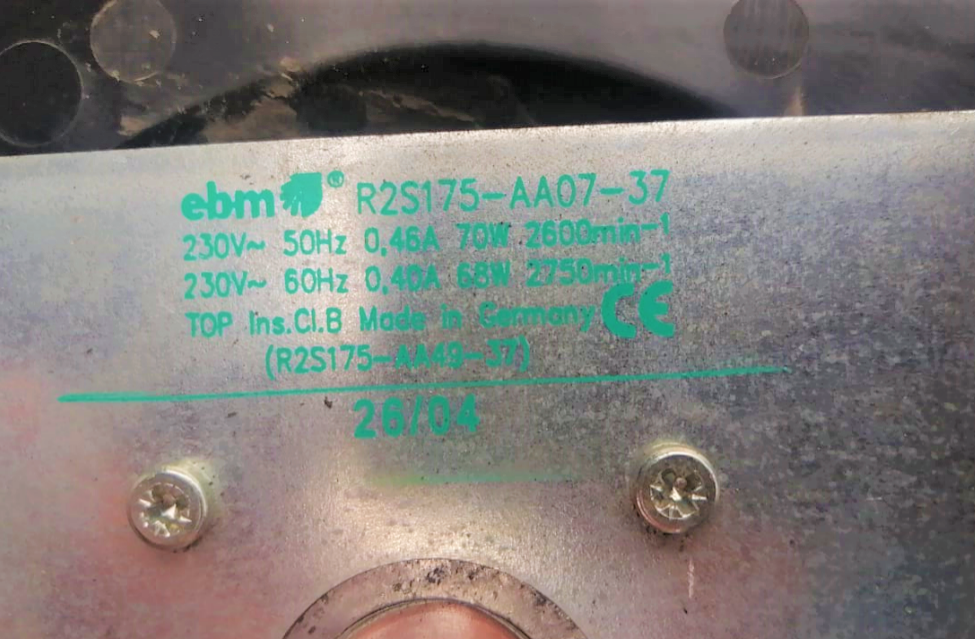 ebm® R2S175-AA07-37
230V~ 50Hz 0,46A 70W 2600min-1
230V~ 60Hz 0,40A 68W 2750min-1
TOP Ins.Cl.B Made in Germany CE
(R2S175-AA49-37)
26/04